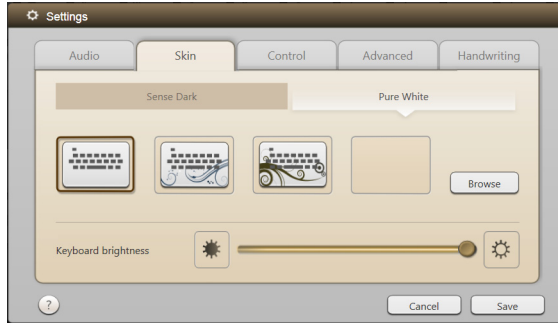 Settings
Audio Skin Control Advanced Handwriting
Sense Dark Pure White
Browse
Keyboard brightness
?
Cancel Save